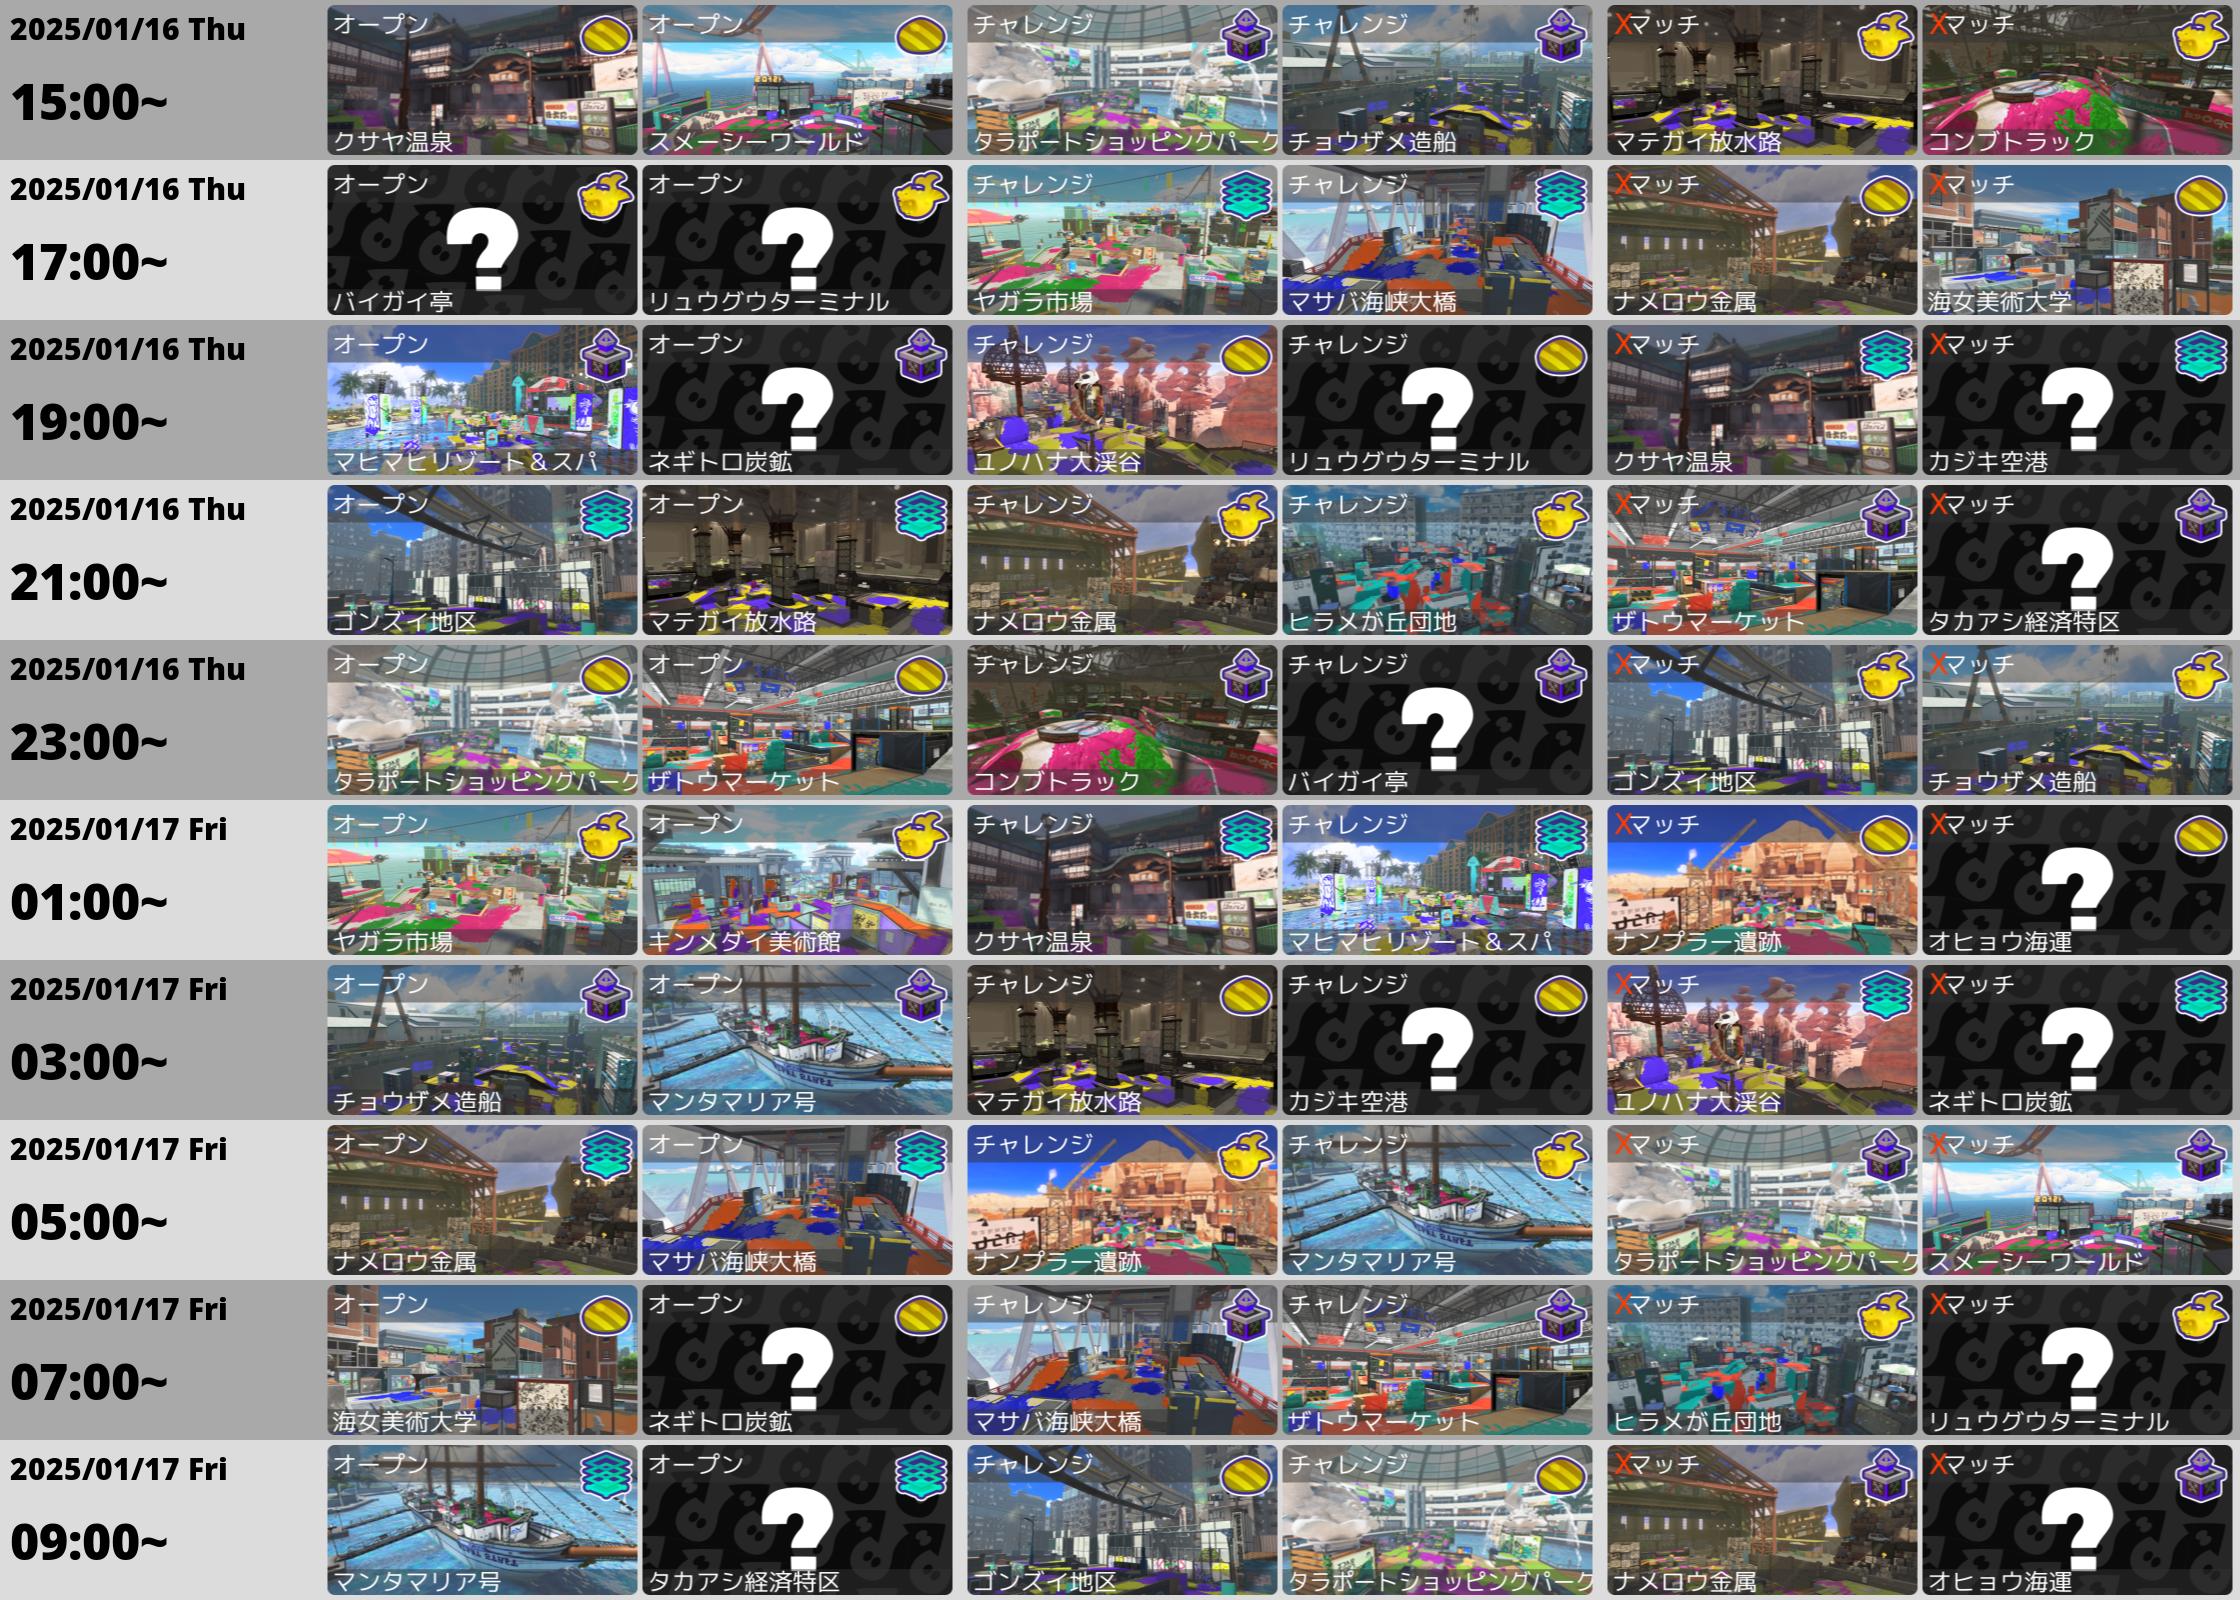 2025/01/16 Thu
15:00~
オープン
クサヤ温泉
オープン
スメーシーワールド
チャレンジ
タラポートショッピングパーク
チャレンジ
チョウザメ造船
Xマッチ
マテガイ放水路
Xマッチ
コンブトラック
2025/01/16 Thu
17:00~
オープン
?
バイガイ亭
オープン
?
リュウグウターミナル
チャレンジ
ヤガラ市場
チャレンジ
マサバ海峡大橋
Xマッチ
ナメロウ金属
Xマッチ
海女美術大学
2025/01/16 Thu
19:00~
オープン
マヒマヒリゾート&スパ
オープン
?
ネギトロ炭鉱
チャレンジ
ユノハナ大渓谷
チャレンジ
?
リュウグウターミナル
Xマッチ
クサヤ温泉
Xマッチ
?
カジキ空港
2025/01/16 Thu
21:00~
オープン
ゴンズイ地区
オープン
マテガイ放水路
チャレンジ
ナメロウ金属
チャレンジ
ヒラメが丘団地
Xマッチ
ザトウマーケット
Xマッチ
?
タカアシ経済特区
2025/01/16 Thu
23:00~
オープン
タラポートショッピングパーク
オープン
ザトウマーケット
チャレンジ
コンブトラック
チャレンジ
?
バイガイ亭
Xマッチ
ゴンズイ地区
Xマッチ
チョウザメ造船
2025/01/17 Fri
01:00~
オープン
ヤガラ市場
オープン
キンメダイ美術館
チャレンジ
クサヤ温泉
チャレンジ
マヒマヒリゾート&スパ
Xマッチ
ナンプラー遺跡
Xマッチ
?
オヒョウ海運
2025/01/17 Fri
03:00~
オープン
チョウザメ造船
オープン
マンタマリア号
チャレンジ
マテガイ放水路
チャレンジ
?
カジキ空港
Xマッチ
ユノハナ大渓谷
Xマッチ
?
ネギトロ炭鉱
2025/01/17 Fri
05:00~
オープン
ナメロウ金属
オープン
マサバ海峡大橋
チャレンジ
ナンプラー遺跡
チャレンジ
マンタマリア号
Xマッチ
タラポートショッピングパーク
Xマッチ
スメーシーワールド
2025/01/17 Fri
07:00~
オープン
海女美術大学
オープン
?
ネギトロ炭鉱
チャレンジ
マサバ海峡大橋
チャレンジ
ザトウマーケット
Xマッチ
ヒラメが丘団地
Xマッチ
?
リュウグウターミナル
2025/01/17 Fri
09:00~
オープン
マンタマリア号
オープン
?
タカアシ経済特区
チャレンジ
ゴンズイ地区
チャレンジ
タラポートショッピングパーク
Xマッチ
ナメロウ金属
Xマッチ
?
オヒョウ海運